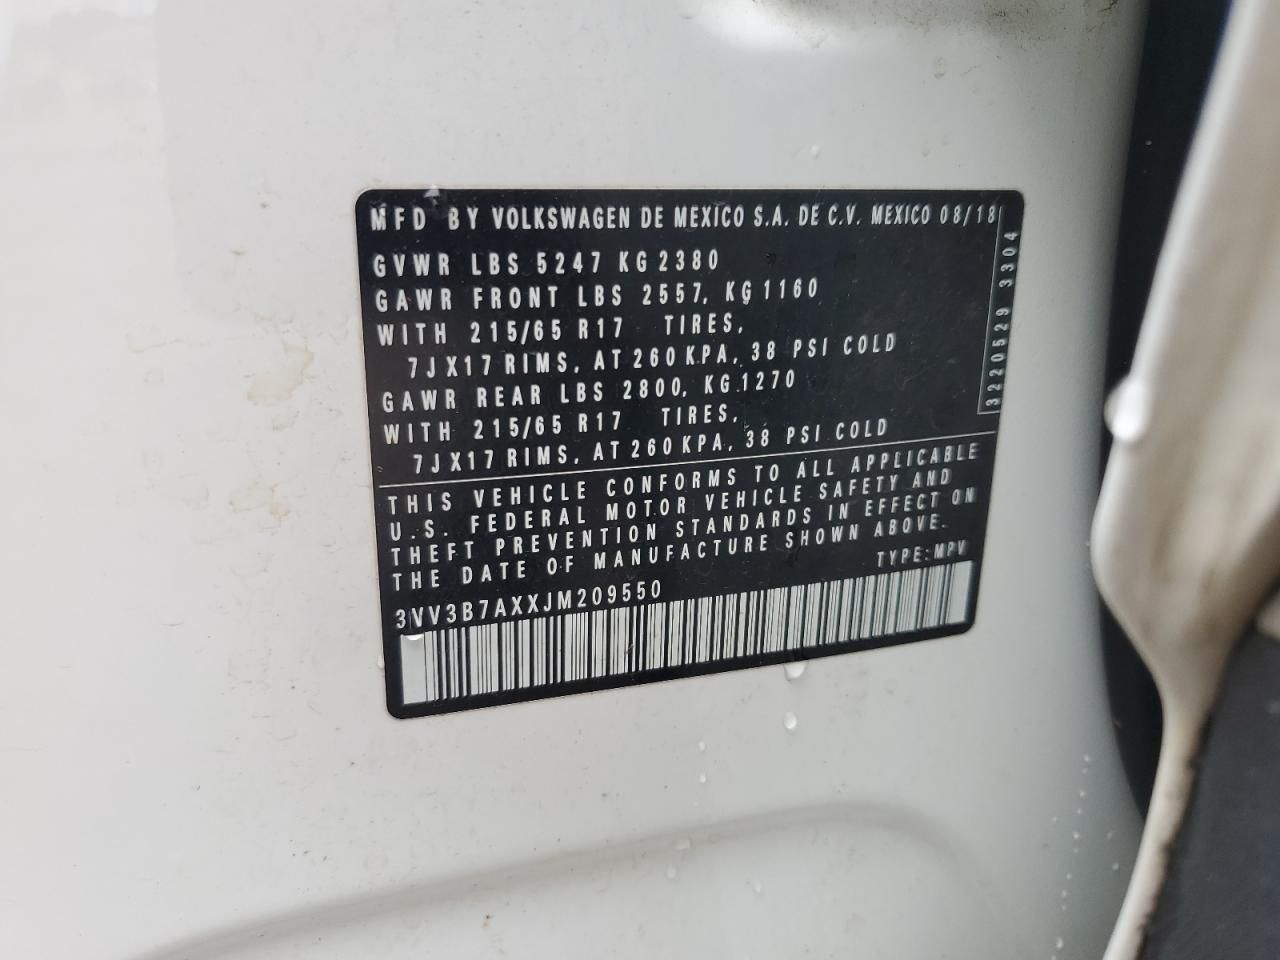 MFD BY VOLKSWAGEN DE MEXICO S.A. DE C.V. MEXICO 08/18
GVWR LBS 5247 KG 2380
GAWR FRONT LBS 2557, KG 1160
WITH 215/65 R17 TIRES,
7JX17 RIMS, AT 260 KPA, 38 PSI COLD
GAWR REAR LBS 2800, KG 1270
WITH 215/65 R17 TIRES,
7JX17 RIMS, AT 260 KPA, 38 PSI COLD
3220529 3304
THIS VEHICLE CONFORMS TO ALL APPLICABLE
U.S. FEDERAL MOTOR VEHICLE SAFETY AND
THEFT PREVENTION STANDARDS IN EFFECT ON
THE DATE OF MANUFACTURE SHOWN ABOVE.
TYPE: MPV
3VV3B7AXXJM209550